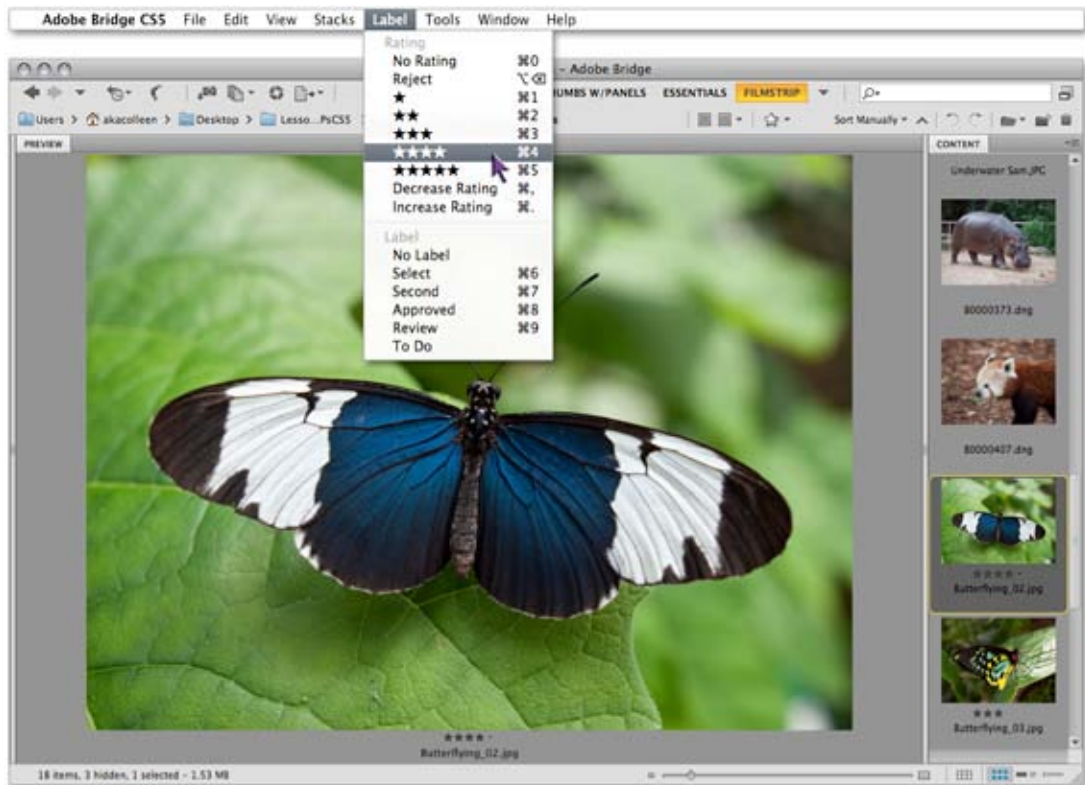 Adobe Bridge CS5 File Edit View Stacks Label Tools Window Help
Rating
No Rating ⌘0
Reject ⌥⌫
★ ⌘1
★★ ⌘2
★★★ ⌘3
★★★★ ⌘4
★★★★★ ⌘5
Decrease Rating ⌘,
Increase Rating ⌘.
Label
No Label
Select ⌘6
Second ⌘7
Approved ⌘8
Review ⌘9
To Do
- Adobe Bridge
W/PANELS ESSENTIALS FILMSTRIP
Users > akacolleen > Desktop > Lesso...PsCS5
Sort Manually
PREVIEW
CONTENT
Underwater Sam.JPG
80000373.dng
80000407.dng
★★★★
Butterflying_02.jpg
★★★
Butterflying_03.jpg
★★★★
Butterflying_02.jpg
18 items, 3 hidden, 1 selected - 1.53 MB